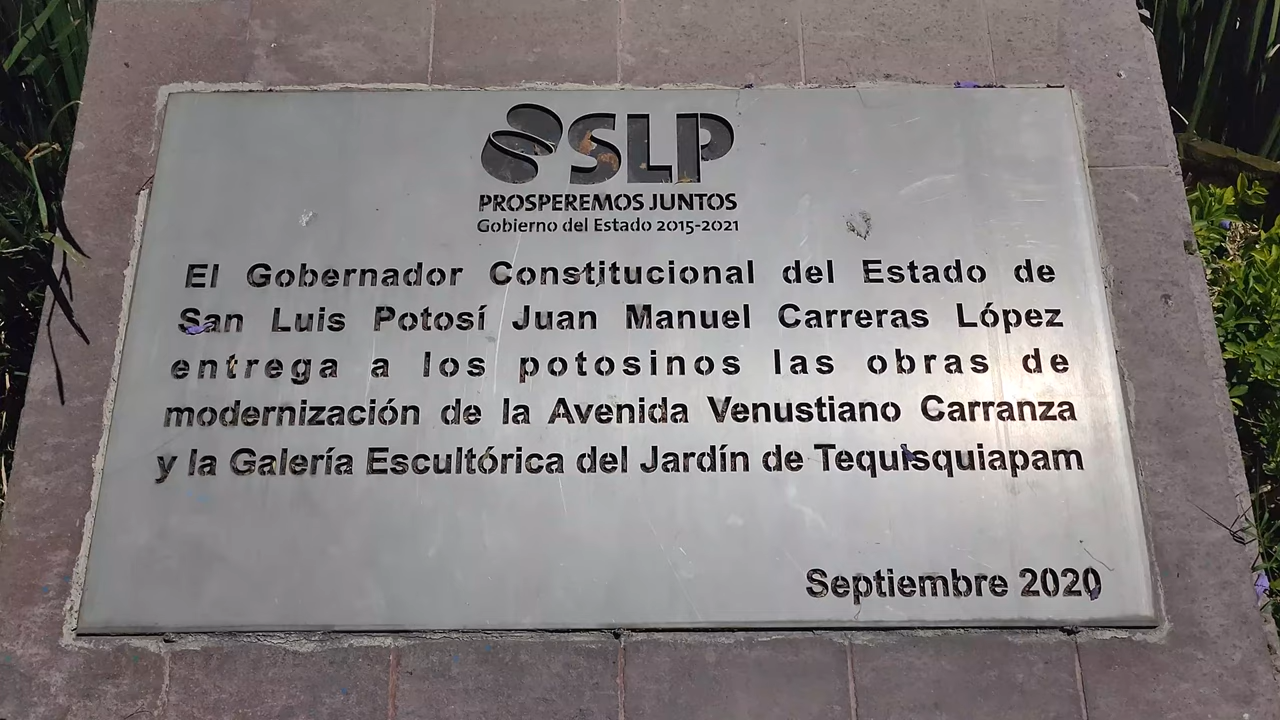 SLP
PROSPEREMOS JUNTOS
Gobierno del Estado 2015-2021
El Gobernador Constitucional del Estado de
San Luis Potosí Juan Manuel Carreras López
entrega a los potosinos las obras de
modernización de la Avenida Venustiano Carranza
y la Galería Escultórica del Jardín de Tequisquiapam
Septiembre 2020